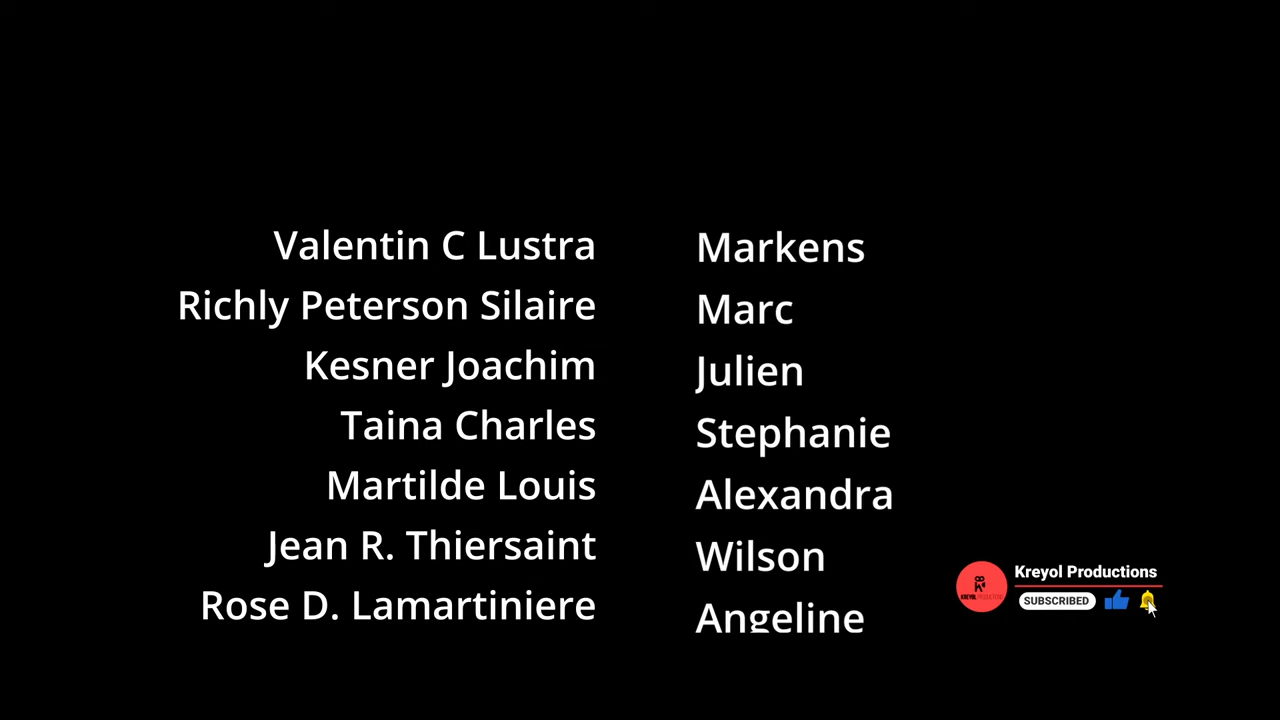 Valentin C Lustra Markens
Richly Peterson Silaire Marc
Kesner Joachim Julien
Taina Charles Stephanie
Martilde Louis Alexandra
Jean R. Thiersaint Wilson
Rose D. Lamartiniere Angeline
Kreyol Productions
SUBSCRIBED